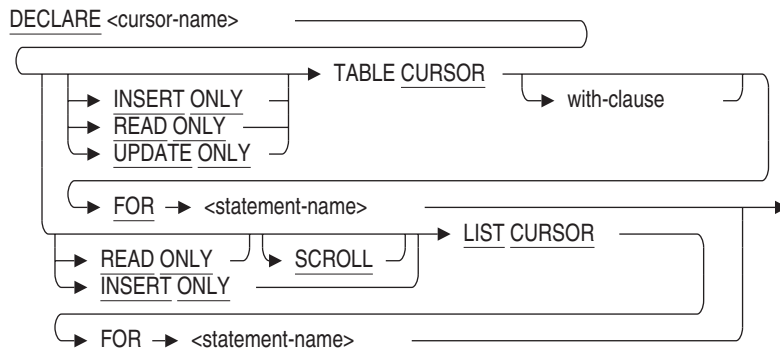 DECLARE <cursor-name>
TABLE CURSOR
INSERT ONLY
with-clause
READ ONLY
UPDATE ONLY
FOR <statement-name>
LIST CURSOR
READ ONLY SCROLL
INSERT ONLY
FOR <statement-name>